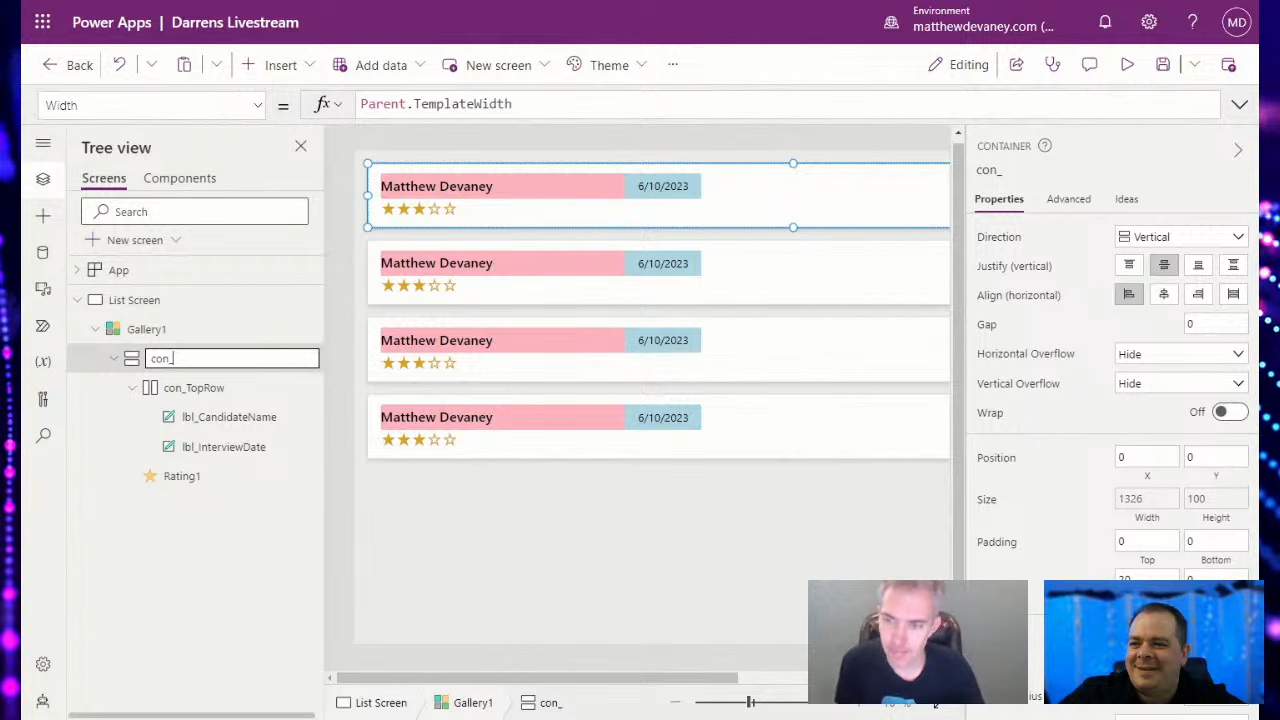 Power Apps | Darrens Livestream
Environment
matthewdevaney.com (...
MD
Back
Insert
Add data
New screen
Theme
Editing
Width
=
fx
Parent.TemplateWidth
Tree view
Screens
Components
Search
New screen
App
List Screen
Gallery1
con_
con_TopRow
lbl_CandidateName
lbl_InterviewDate
Rating1
Matthew Devaney
6/10/2023
Matthew Devaney
6/10/2023
Matthew Devaney
6/10/2023
Matthew Devaney
6/10/2023
CONTAINER
con_
Properties
Advanced
Ideas
Direction
Vertical
Justify (vertical)
Align (horizontal)
Gap
0
Horizontal Overflow
Hide
Vertical Overflow
Hide
Wrap
Off
Position
0
0
X
Y
Size
1326
100
Width
Height
Padding
0
0
Top
Bottom
List Screen
Gallery1
con_